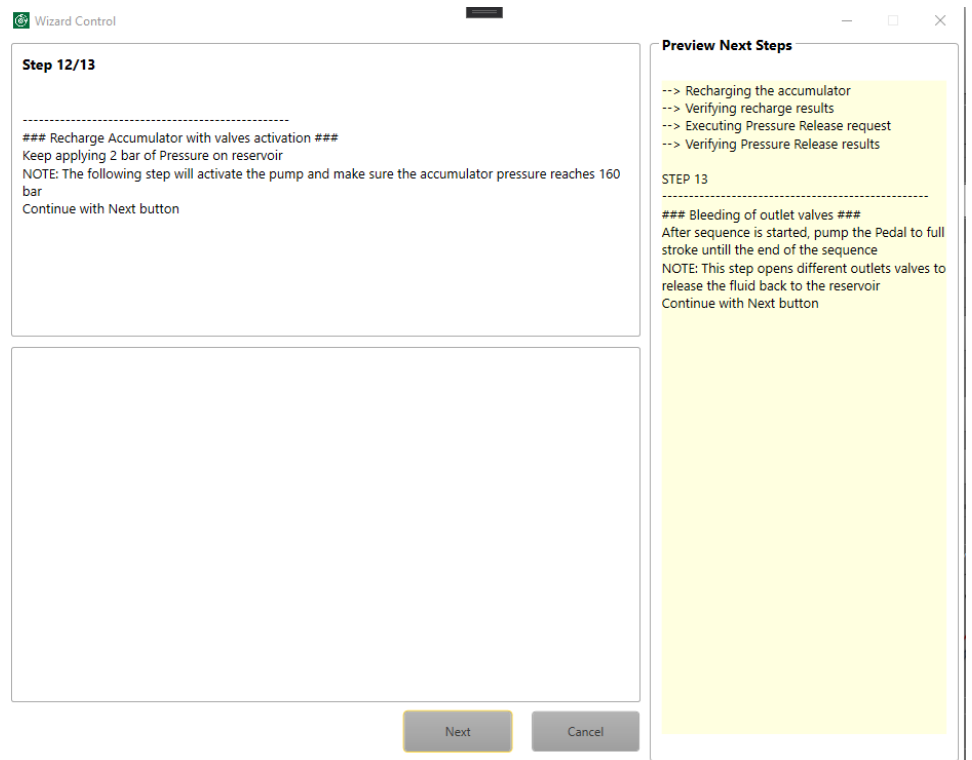 Wizard Control
Step 12/13
--------------------------------------------------
### Recharge Accumulator with valves activation ###
Keep applying 2 bar of Pressure on reservoir
NOTE: The following step will activate the pump and make sure the accumulator pressure reaches 160
bar
Continue with Next button
Next
Cancel
Preview Next Steps
--> Recharging the accumulator
--> Verifying recharge results
--> Executing Pressure Release request
--> Verifying Pressure Release results
STEP 13
--------------------------------------------------
### Bleeding of outlet valves ###
After sequence is started, pump the Pedal to full
stroke untill the end of the sequence
NOTE: This step opens different outlets valves to
release the fluid back to the reservoir
Continue with Next button